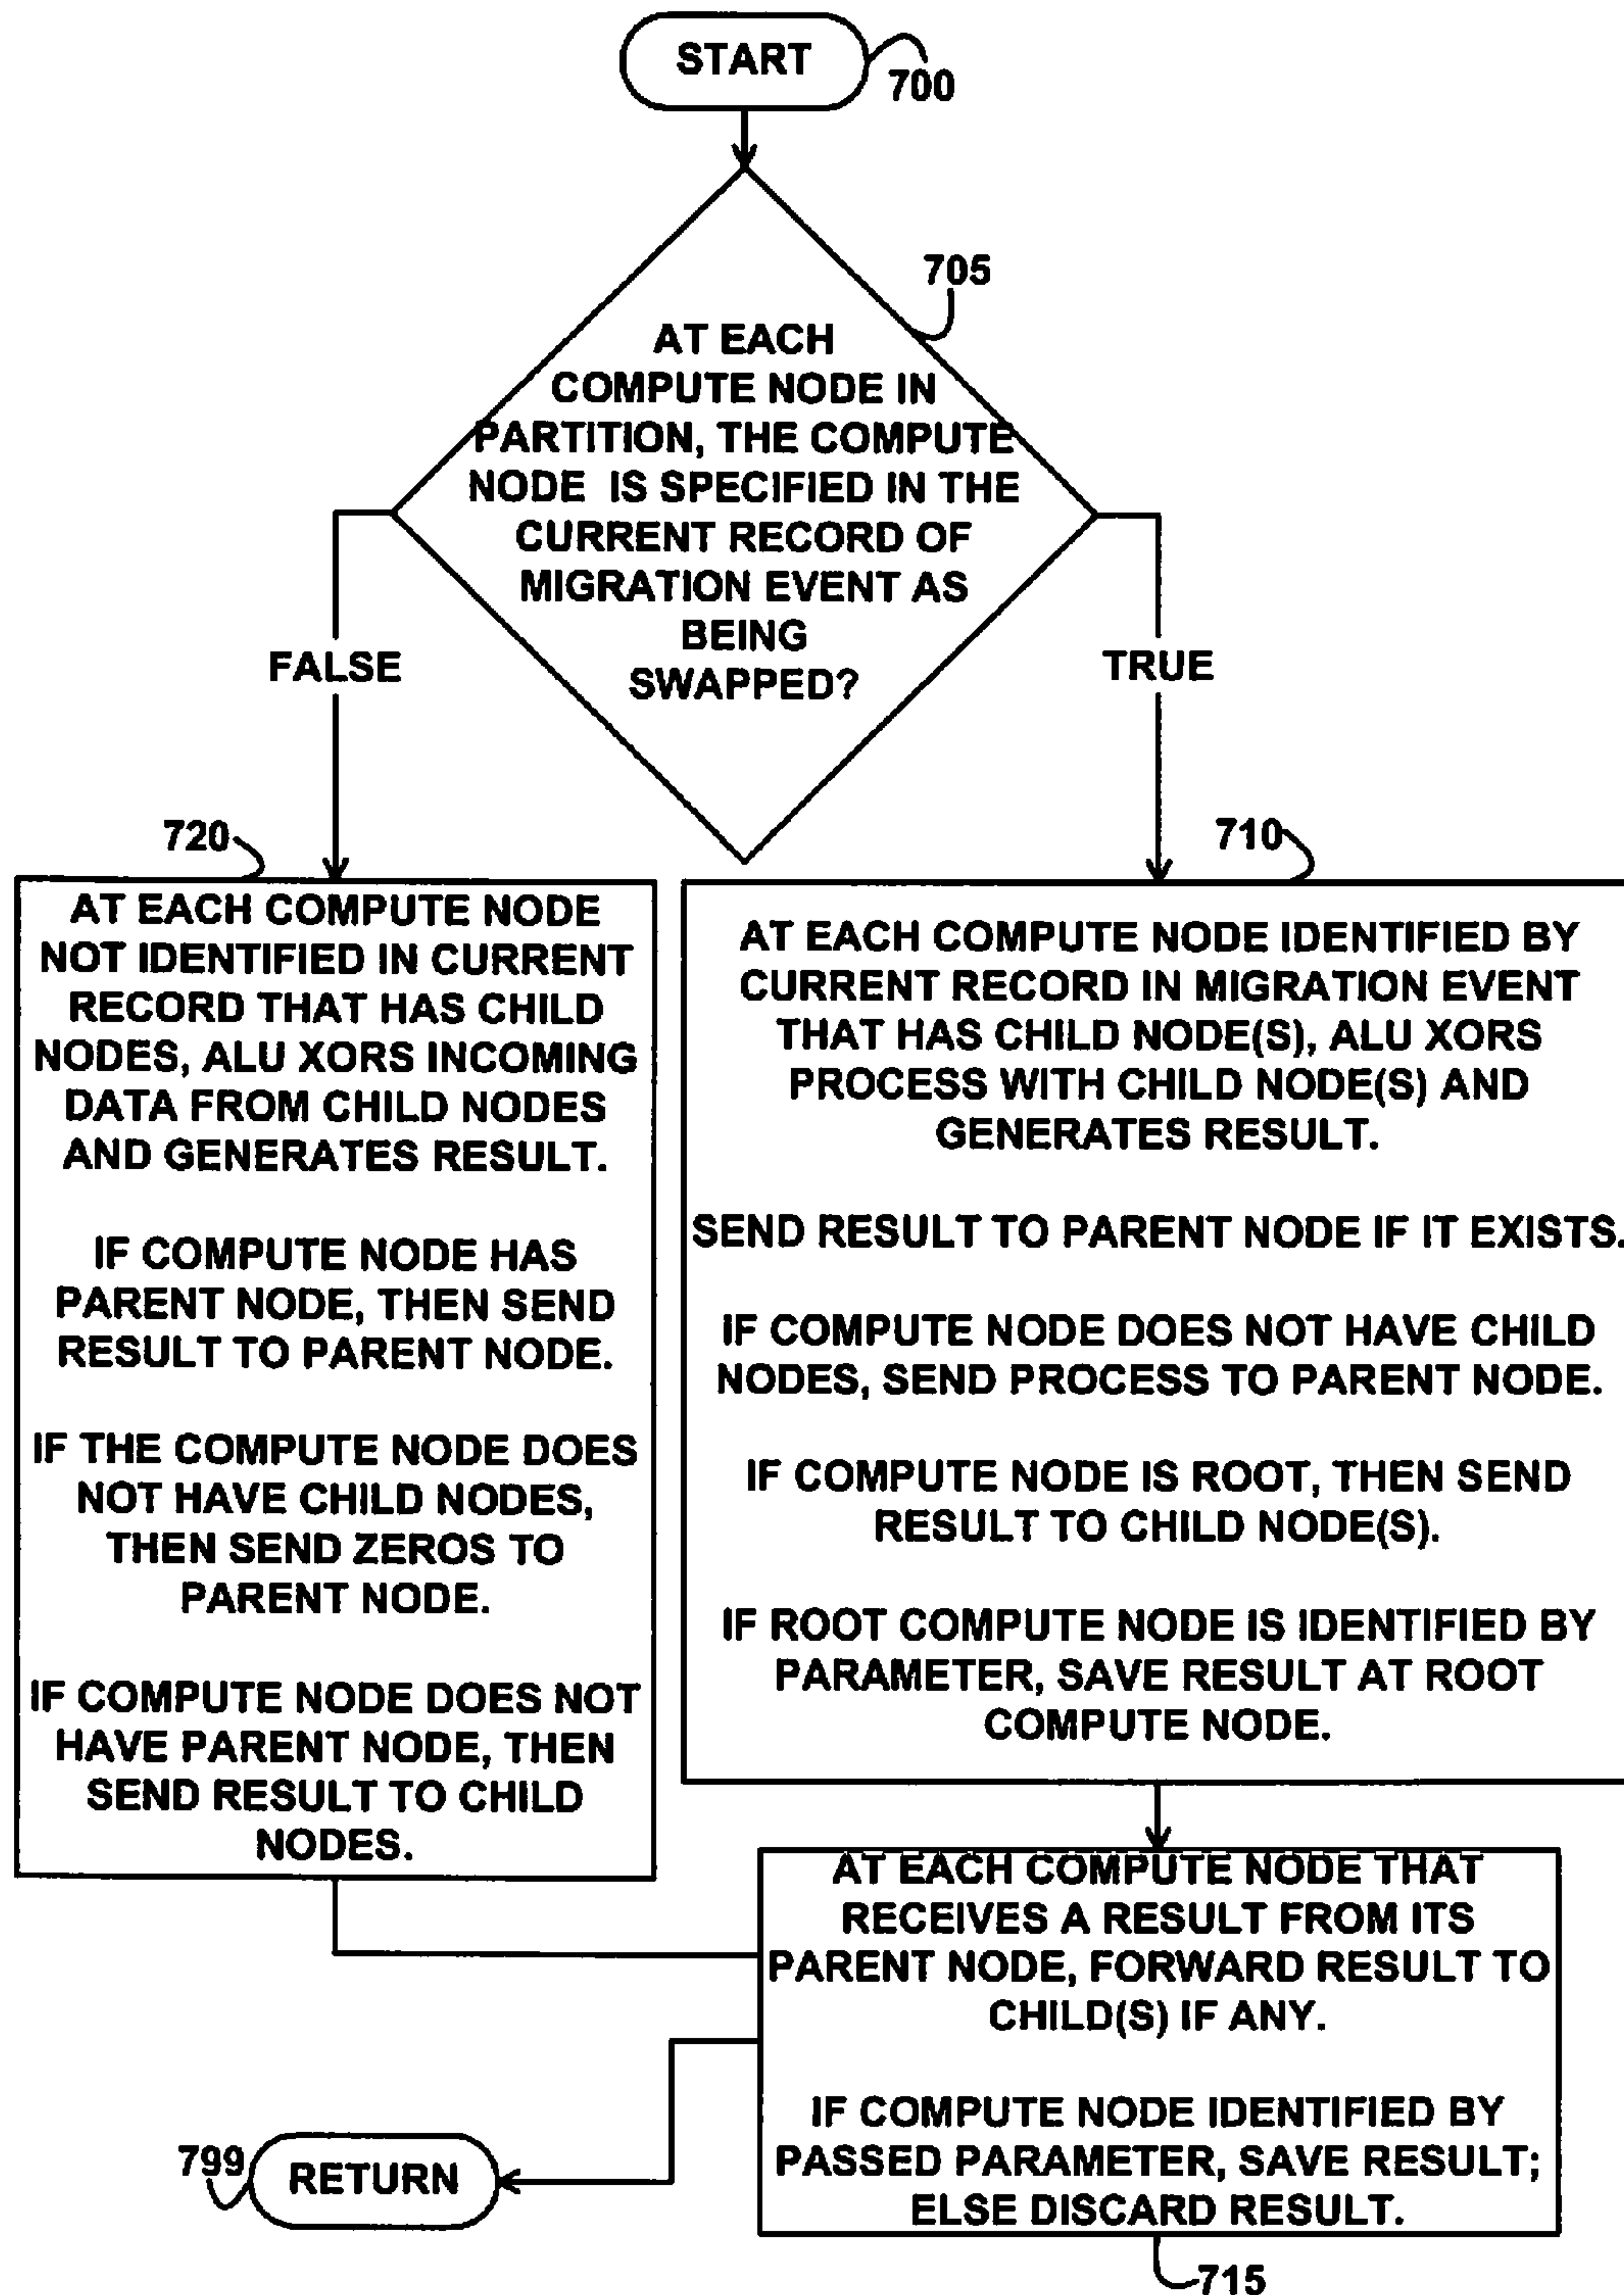 START
700
705
AT EACH
COMPUTE NODE IN
PARTITION, THE COMPUTE
NODE IS SPECIFIED IN THE
CURRENT RECORD OF
MIGRATION EVENT AS
BEING
SWAPPED?
FALSE
TRUE
720
AT EACH COMPUTE NODE
NOT IDENTIFIED IN CURRENT
RECORD THAT HAS CHILD
NODES, ALU XORS INCOMING
DATA FROM CHILD NODES
AND GENERATES RESULT.
IF COMPUTE NODE HAS
PARENT NODE, THEN SEND
RESULT TO PARENT NODE.
IF THE COMPUTE NODE DOES
NOT HAVE CHILD NODES,
THEN SEND ZEROS TO
PARENT NODE.
IF COMPUTE NODE DOES NOT
HAVE PARENT NODE, THEN
SEND RESULT TO CHILD
NODES.
710
AT EACH COMPUTE NODE IDENTIFIED BY
CURRENT RECORD IN MIGRATION EVENT
THAT HAS CHILD NODE(S), ALU XORS
PROCESS WITH CHILD NODE(S) AND
GENERATES RESULT.
SEND RESULT TO PARENT NODE IF IT EXISTS.
IF COMPUTE NODE DOES NOT HAVE CHILD
NODES, SEND PROCESS TO PARENT NODE.
IF COMPUTE NODE IS ROOT, THEN SEND
RESULT TO CHILD NODE(S).
IF ROOT COMPUTE NODE IS IDENTIFIED BY
PARAMETER, SAVE RESULT AT ROOT
COMPUTE NODE.
AT EACH COMPUTE NODE THAT
RECEIVES A RESULT FROM ITS
PARENT NODE, FORWARD RESULT TO
CHILD(S) IF ANY.
IF COMPUTE NODE IDENTIFIED BY
PASSED PARAMETER, SAVE RESULT;
ELSE DISCARD RESULT.
715
799
RETURN